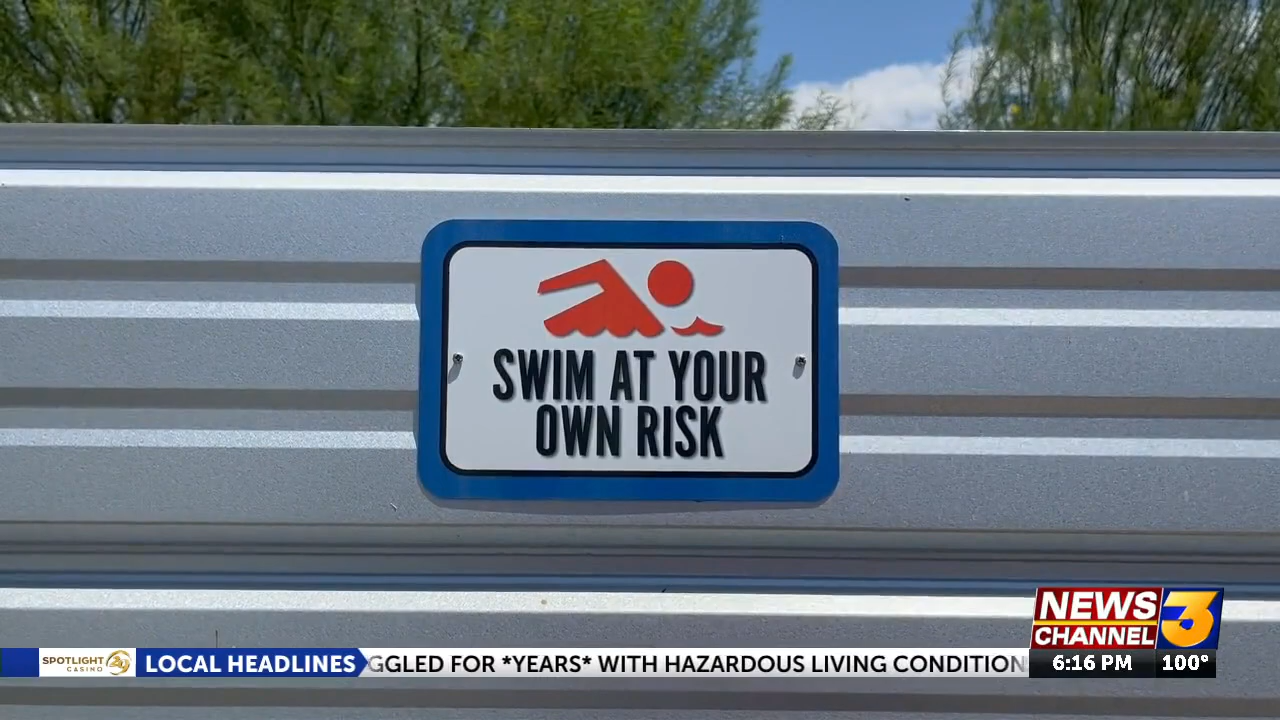 SWIM AT YOUR
OWN RISK
NEWS
CHANNEL 3
6:16 PM 100°
SPOTLIGHT
CASINO
LOCAL HEADLINES
GGLED FOR *YEARS* WITH HAZARDOUS LIVING CONDITION